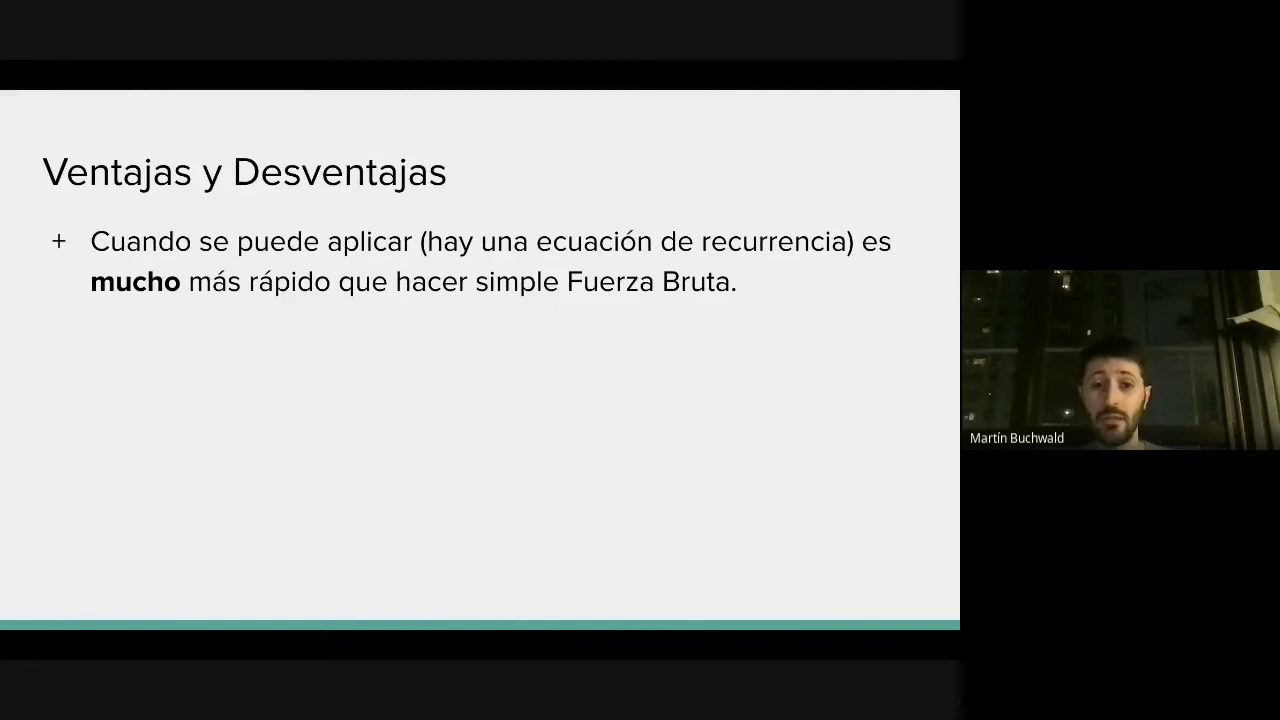 Ventajas y Desventajas
+ Cuando se puede aplicar (hay una ecuación de recurrencia) es
mucho más rápido que hacer simple Fuerza Bruta.
Martín Buchwald